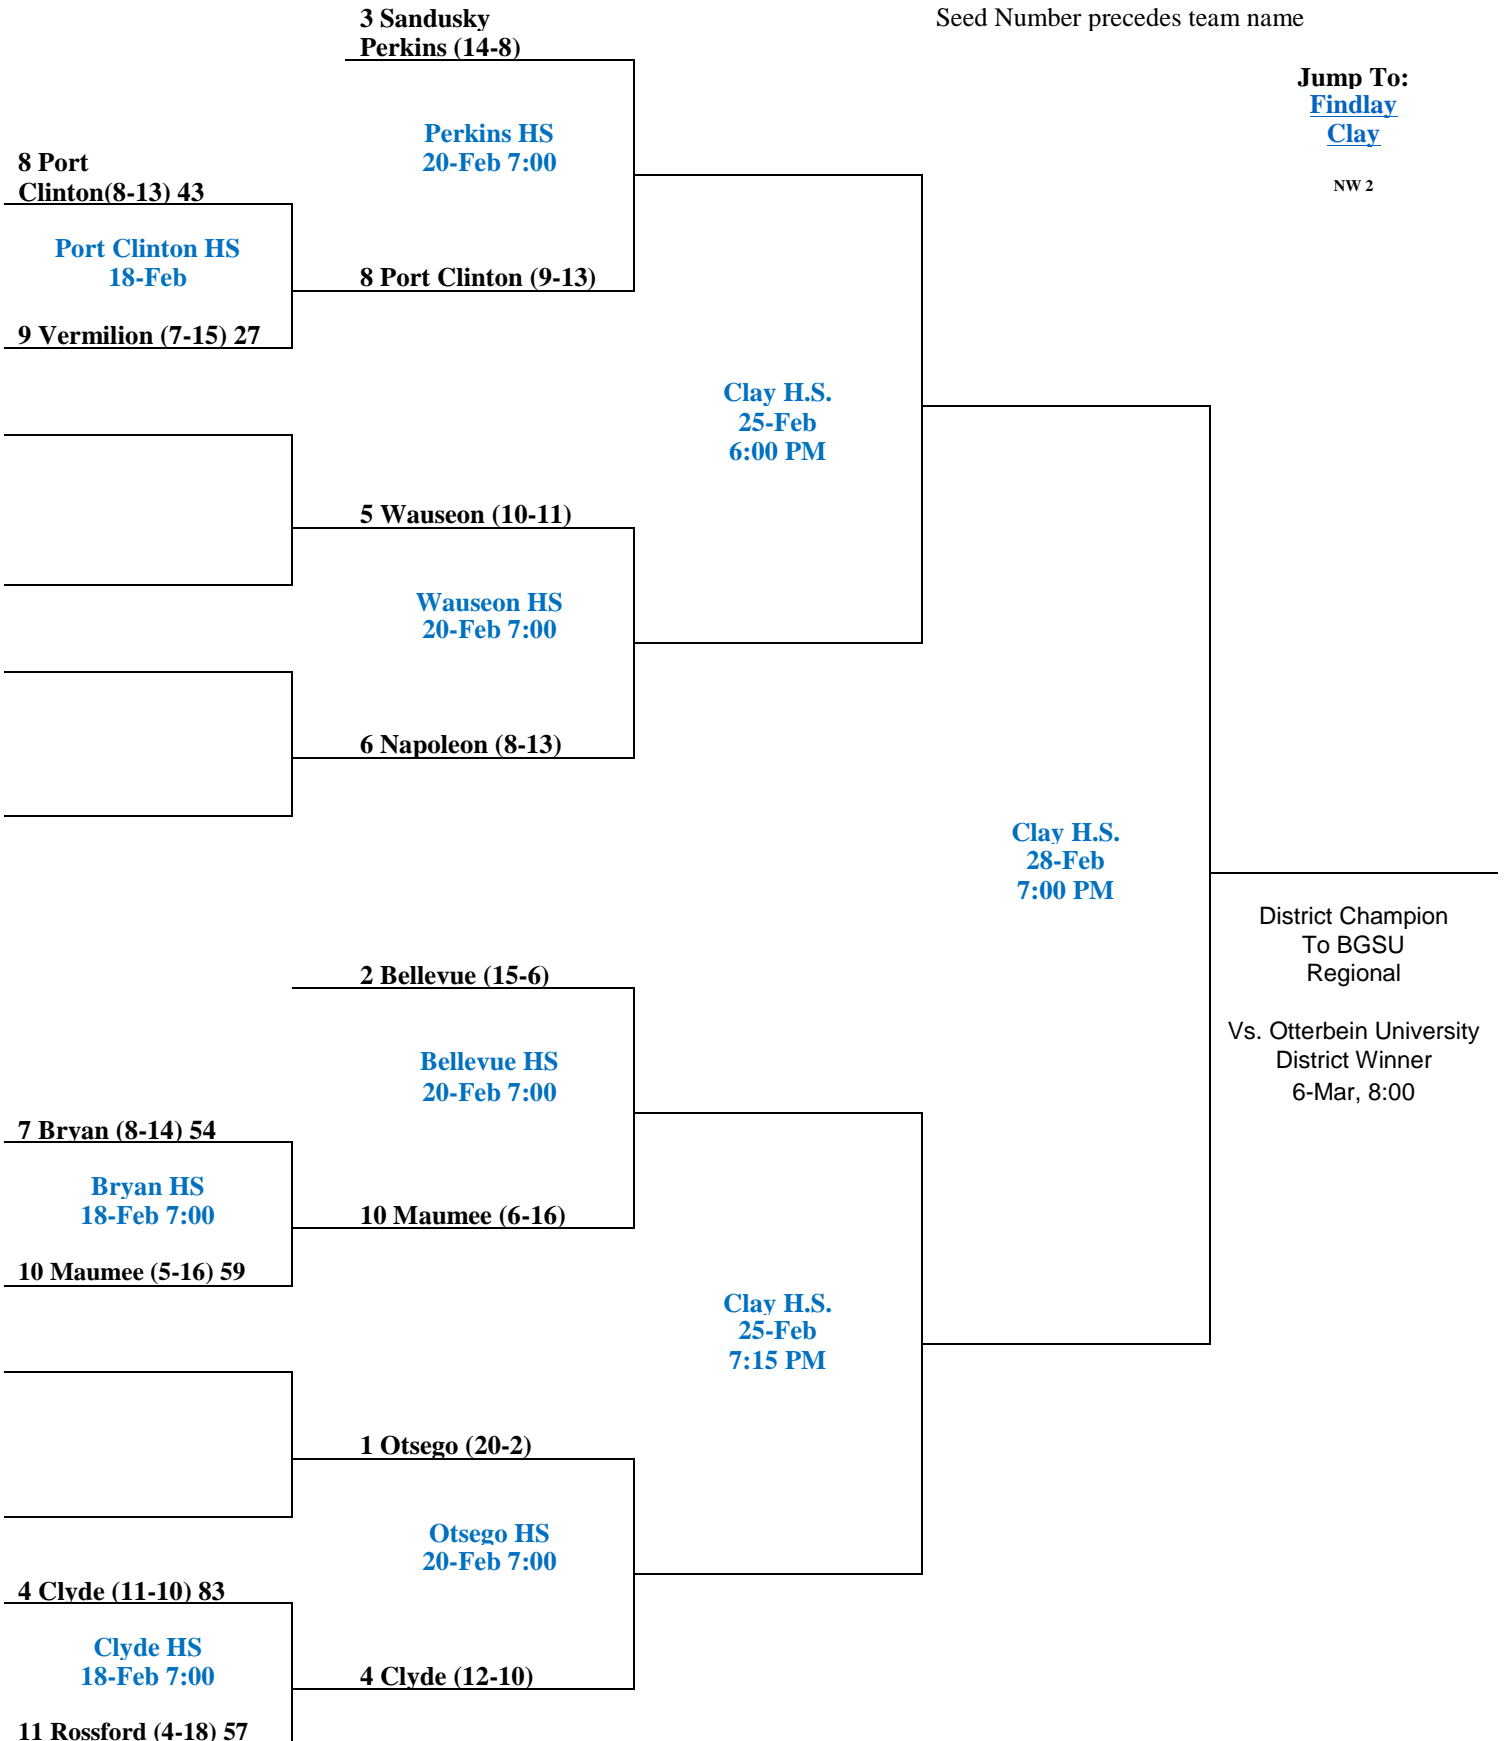 3 Sandusky
Perkins (14-8)
Seed Number precedes team name
Jump To:
Findlay
Clay
NW 2
Perkins HS
20-Feb 7:00
8 Port
Clinton(8-13) 43
Port Clinton HS
18-Feb
8 Port Clinton (9-13)
9 Vermilion (7-15) 27
Clay H.S.
25-Feb
6:00 PM
5 Wauseon (10-11)
Wauseon HS
20-Feb 7:00
6 Napoleon (8-13)
Clay H.S.
28-Feb
7:00 PM
District Champion
To BGSU
Regional
Vs. Otterbein University
District Winner
6-Mar, 8:00
2 Bellevue (15-6)
Bellevue HS
20-Feb 7:00
7 Bryan (8-14) 54
Bryan HS
18-Feb 7:00
10 Maumee (6-16)
10 Maumee (5-16) 59
Clay H.S.
25-Feb
7:15 PM
1 Otsego (20-2)
Otsego HS
20-Feb 7:00
4 Clyde (11-10) 83
Clyde HS
18-Feb 7:00
4 Clyde (12-10)
11 Rossford (4-18) 57